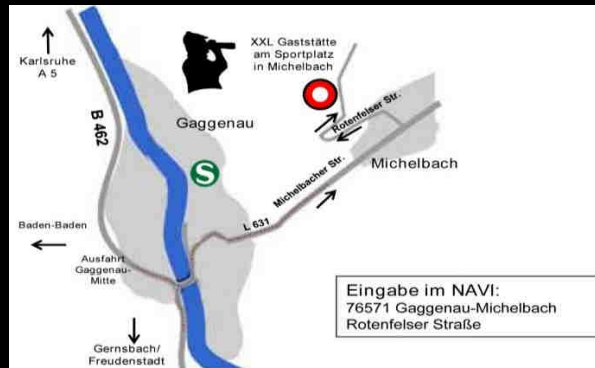 Karlsruhe
A 5
B 462
XXL Gaststätte
am Sportplatz
in Michelbach
Gaggenau
S
Rotenfelser Str.
Michelbach
Michelbacher Str.
L 631
Baden-Baden
Ausfahrt
Gaggenau-
Mitte
Gernsbach/
Freudenstadt
Eingabe im NAVI:
76571 Gaggenau-Michelbach
Rotenfelser Straße